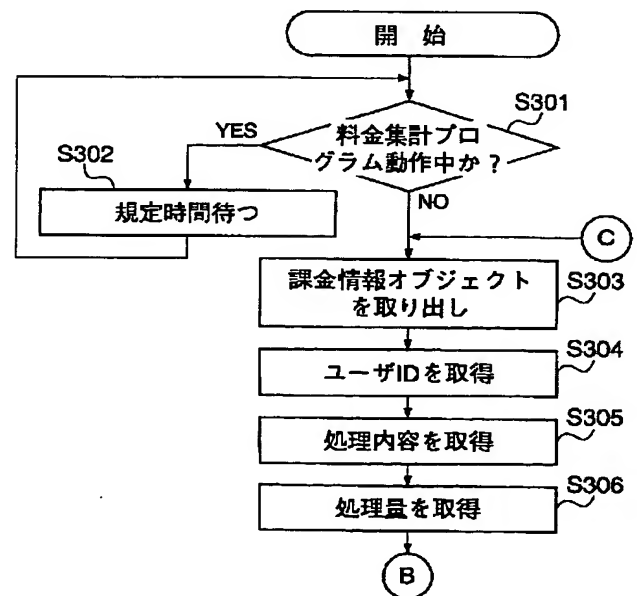 開 始
S301
料金集計プロ
グラム動作中か?
YES
S302
規定時間待つ
NO
C
課金情報オブジェクト
を取り出し
S303
S304
ユーザIDを取得
S305
処理内容を取得
S306
処理量を取得
B